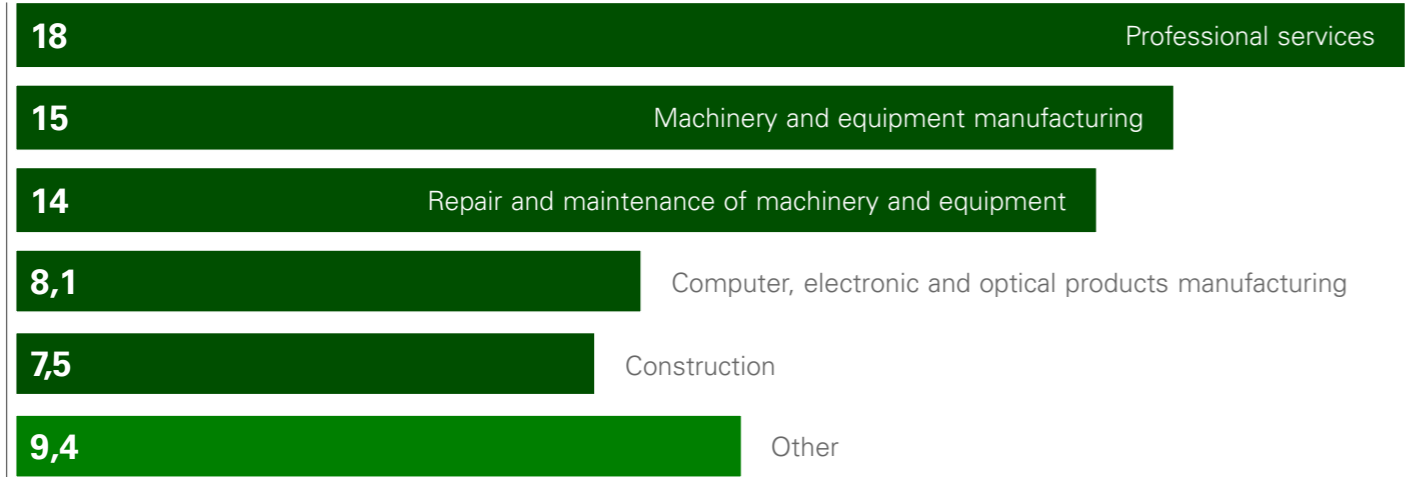 18 Professional services
15 Machinery and equipment manufacturing
14 Repair and maintenance of machinery and equipment
8,1 Computer, electronic and optical products manufacturing
7,5 Construction
9,4 Other